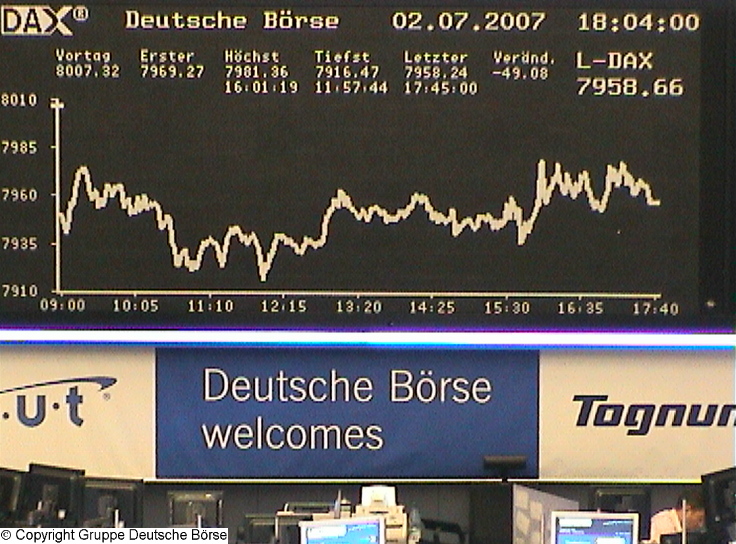 DAX® Deutsche Börse 02.07.2007 18:04:00
Vortag Erster Höchst Tiefst Letzter Veränd. L-DAX
8007.32 7969.27 7981.36 7916.47 7958.24 -49.08 7958.66
16:01:19 11:57:44 17:45:00
8010
7985
7960
7935
7910
09:00 10:05 11:10 12:15 13:20 14:25 15:30 16:35 17:40
Deutsche Börse
welcomes
.u.t
Tognum
© Copyright Gruppe Deutsche Börse